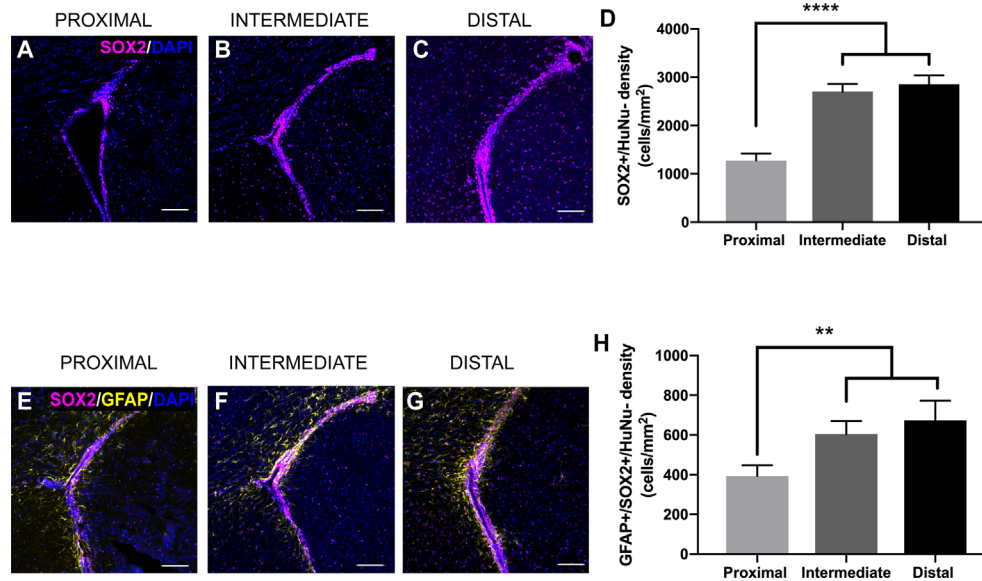 PROXIMAL
INTERMEDIATE
DISTAL
A
SOX2/DAPI
B
C
D
****
SOX2+/HuNu- density
(cells/mm²)
4000
3000
2000
1000
0
Proximal
Intermediate
Distal
PROXIMAL
INTERMEDIATE
DISTAL
E
SOX2/GFAP/DAPI
F
G
H
**
GFAP+/SOX2+/HuNu- density
(cells/mm²)
1000
800
600
400
200
0
Proximal
Intermediate
Distal